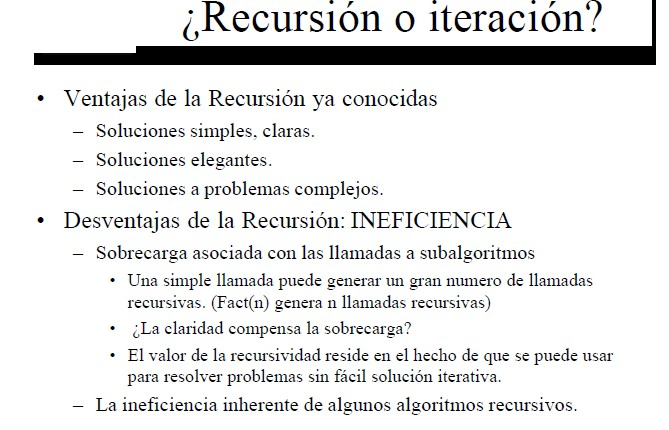 ¿Recursión o iteración?
• Ventajas de la Recursión ya conocidas
– Soluciones simples, claras.
– Soluciones elegantes.
– Soluciones a problemas complejos.
• Desventajas de la Recursión: INEFICIENCIA
– Sobrecarga asociada con las llamadas a subalgoritmos
• Una simple llamada puede generar un gran numero de llamadas
recursivas. (Fact(n) genera n llamadas recursivas)
• ¿La claridad compensa la sobrecarga?
• El valor de la recursividad reside en el hecho de que se puede usar
para resolver problemas sin fácil solución iterativa.
– La ineficiencia inherente de algunos algoritmos recursivos.